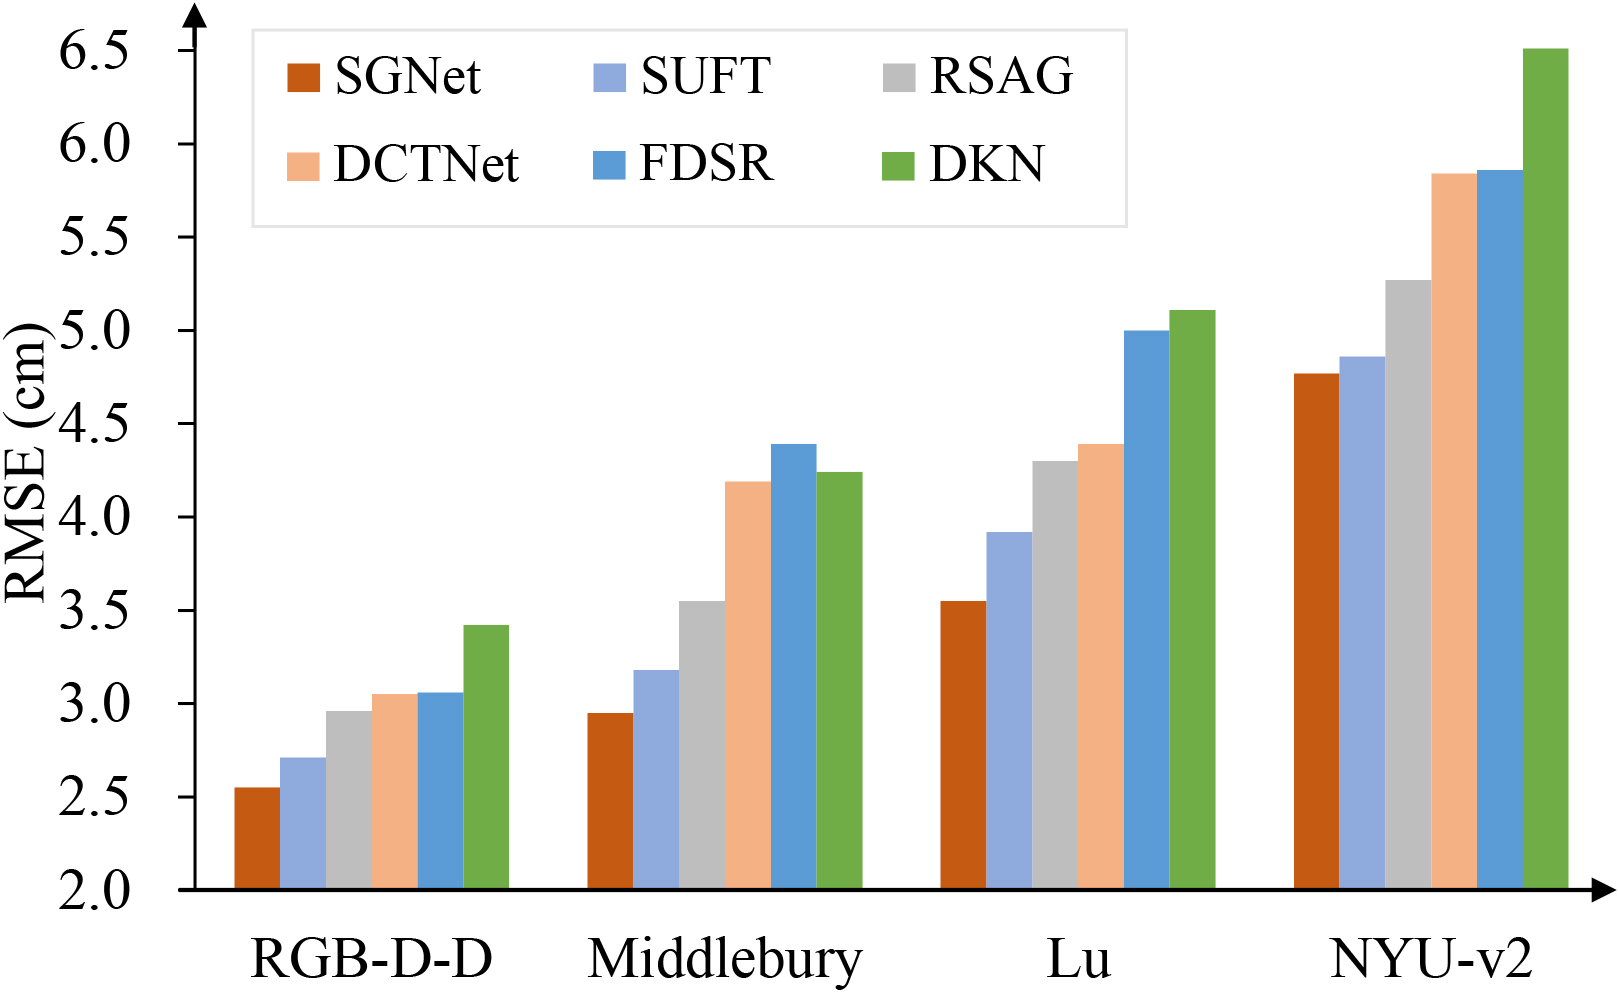 6.5
6.0
5.5
5.0
4.5
4.0
3.5
3.0
2.5
2.0
RMSE (cm)
SGNet SUFT RSAG
DCTNet FDSR DKN
RGB-D-D Middlebury Lu NYU-v2